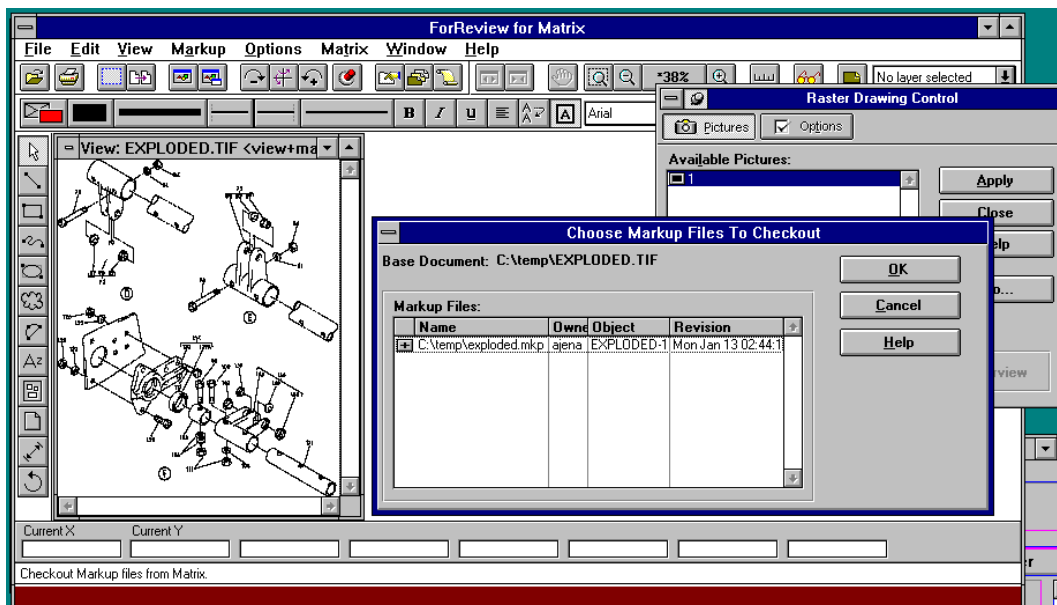 ForReview for Matrix
File Edit View Markup Options Matrix Window Help
*38% No layer selected
B I u A Arial
Raster Drawing Control
Pictures Options
Available Pictures:
1
Apply
Close
View: EXPLODED.TIF <view+ma
Choose Markup Files To Checkout
Base Document: C:\temp\EXPLODED.TIF
OK
Cancel
Help
Markup Files:
Name Owne Object Revision
C:\temp\exploded.mkp ajena EXPLODED-1 Mon Jan 13 02:44:1
Az
D
E
F
Current X Current Y
Checkout Markup files from Matrix.